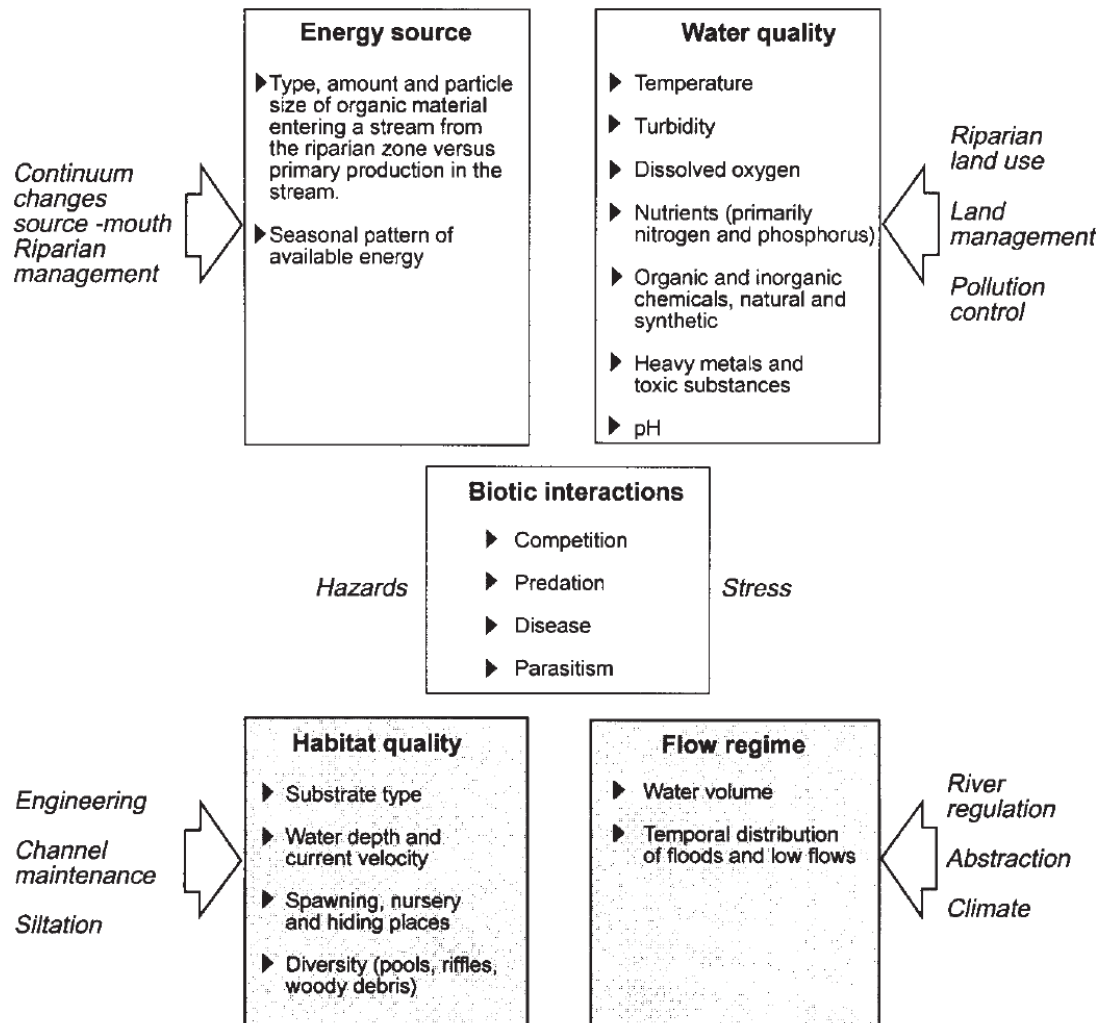 Energy source
Type, amount and particle
size of organic material
entering a stream from
the riparian zone versus
primary production in the
stream.
Seasonal pattern of
available energy
Continuum
changes
source -mouth
Riparian
management
Water quality
Temperature
Turbidity
Dissolved oxygen
Nutrients (primarily
nitrogen and phosphorus)
Organic and inorganic
chemicals, natural and
synthetic
Heavy metals and
toxic substances
pH
Riparian
land use
Land
management
Pollution
control
Biotic interactions
Competition
Predation
Disease
Parasitism
Hazards
Stress
Habitat quality
Substrate type
Water depth and
current velocity
Spawning, nursery
and hiding places
Diversity (pools, riffles,
woody debris)
Engineering
Channel
maintenance
Siltation
Flow regime
Water volume
Temporal distribution
of floods and low flows
River
regulation
Abstraction
Climate